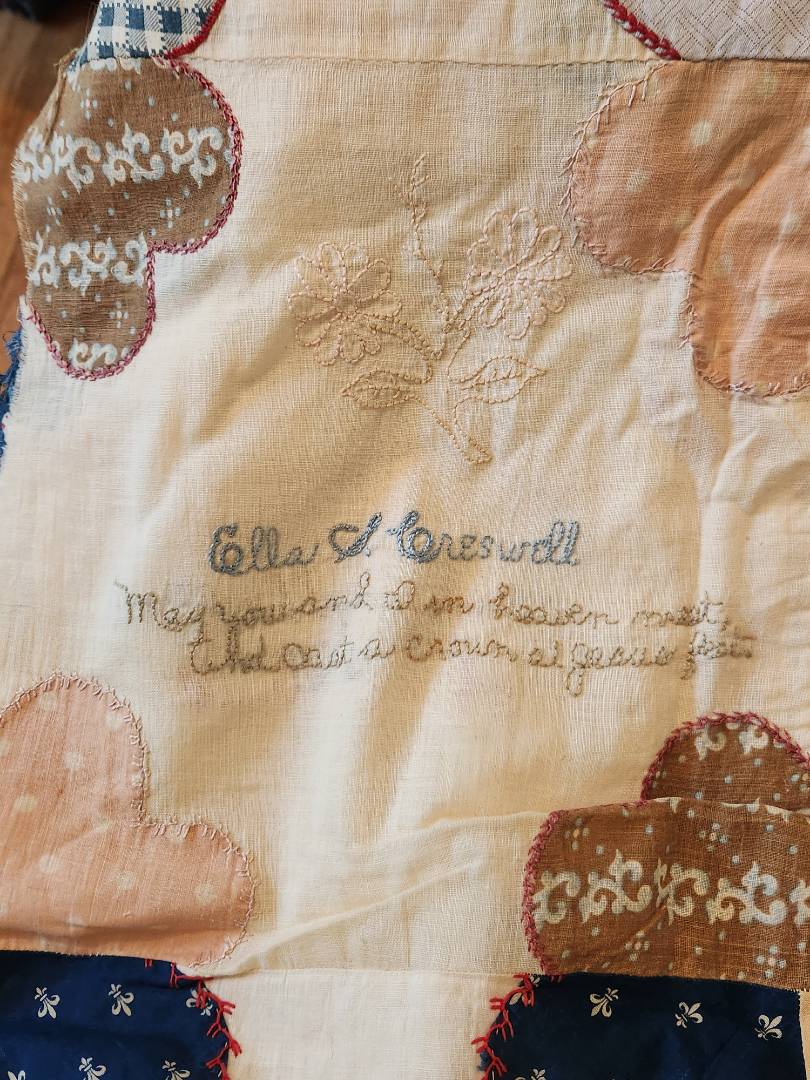 Ella S. Creswell
May you and I in heaven meet,
And cast a crown at Jesus feet.